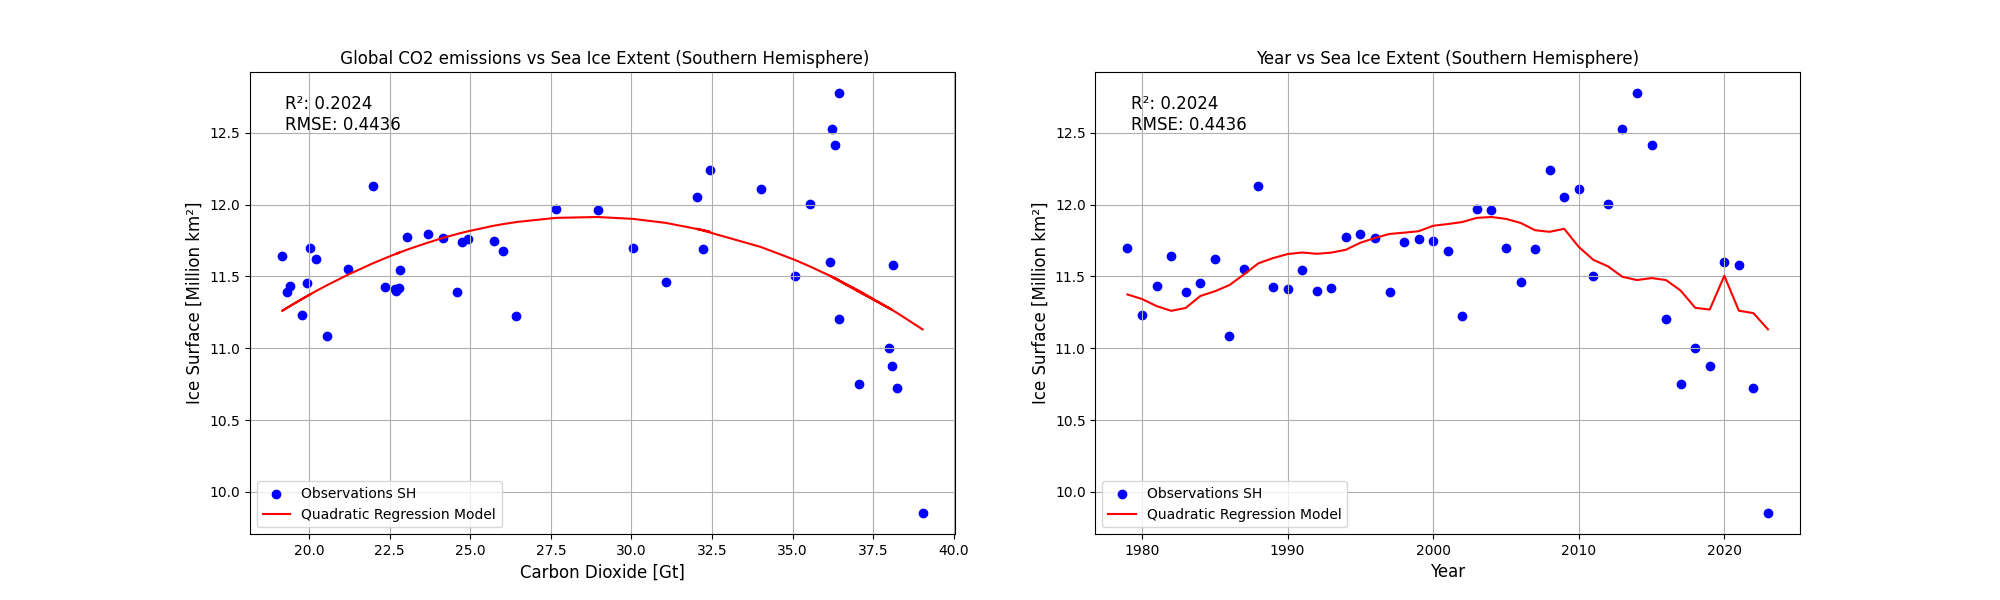 Global CO2 emissions vs Sea Ice Extent (Southern Hemisphere)
R²: 0.2024
RMSE: 0.4436
Ice Surface [Million km²]
12.5
12.0
11.5
11.0
10.5
10.0
Observations SH
Quadratic Regression Model
20.0 22.5 25.0 27.5 30.0 32.5 35.0 37.5 40.0
Carbon Dioxide [Gt]
Year vs Sea Ice Extent (Southern Hemisphere)
R²: 0.2024
RMSE: 0.4436
Ice Surface [Million km²]
12.5
12.0
11.5
11.0
10.5
10.0
Observations SH
Quadratic Regression Model
1980 1990 2000 2010 2020
Year